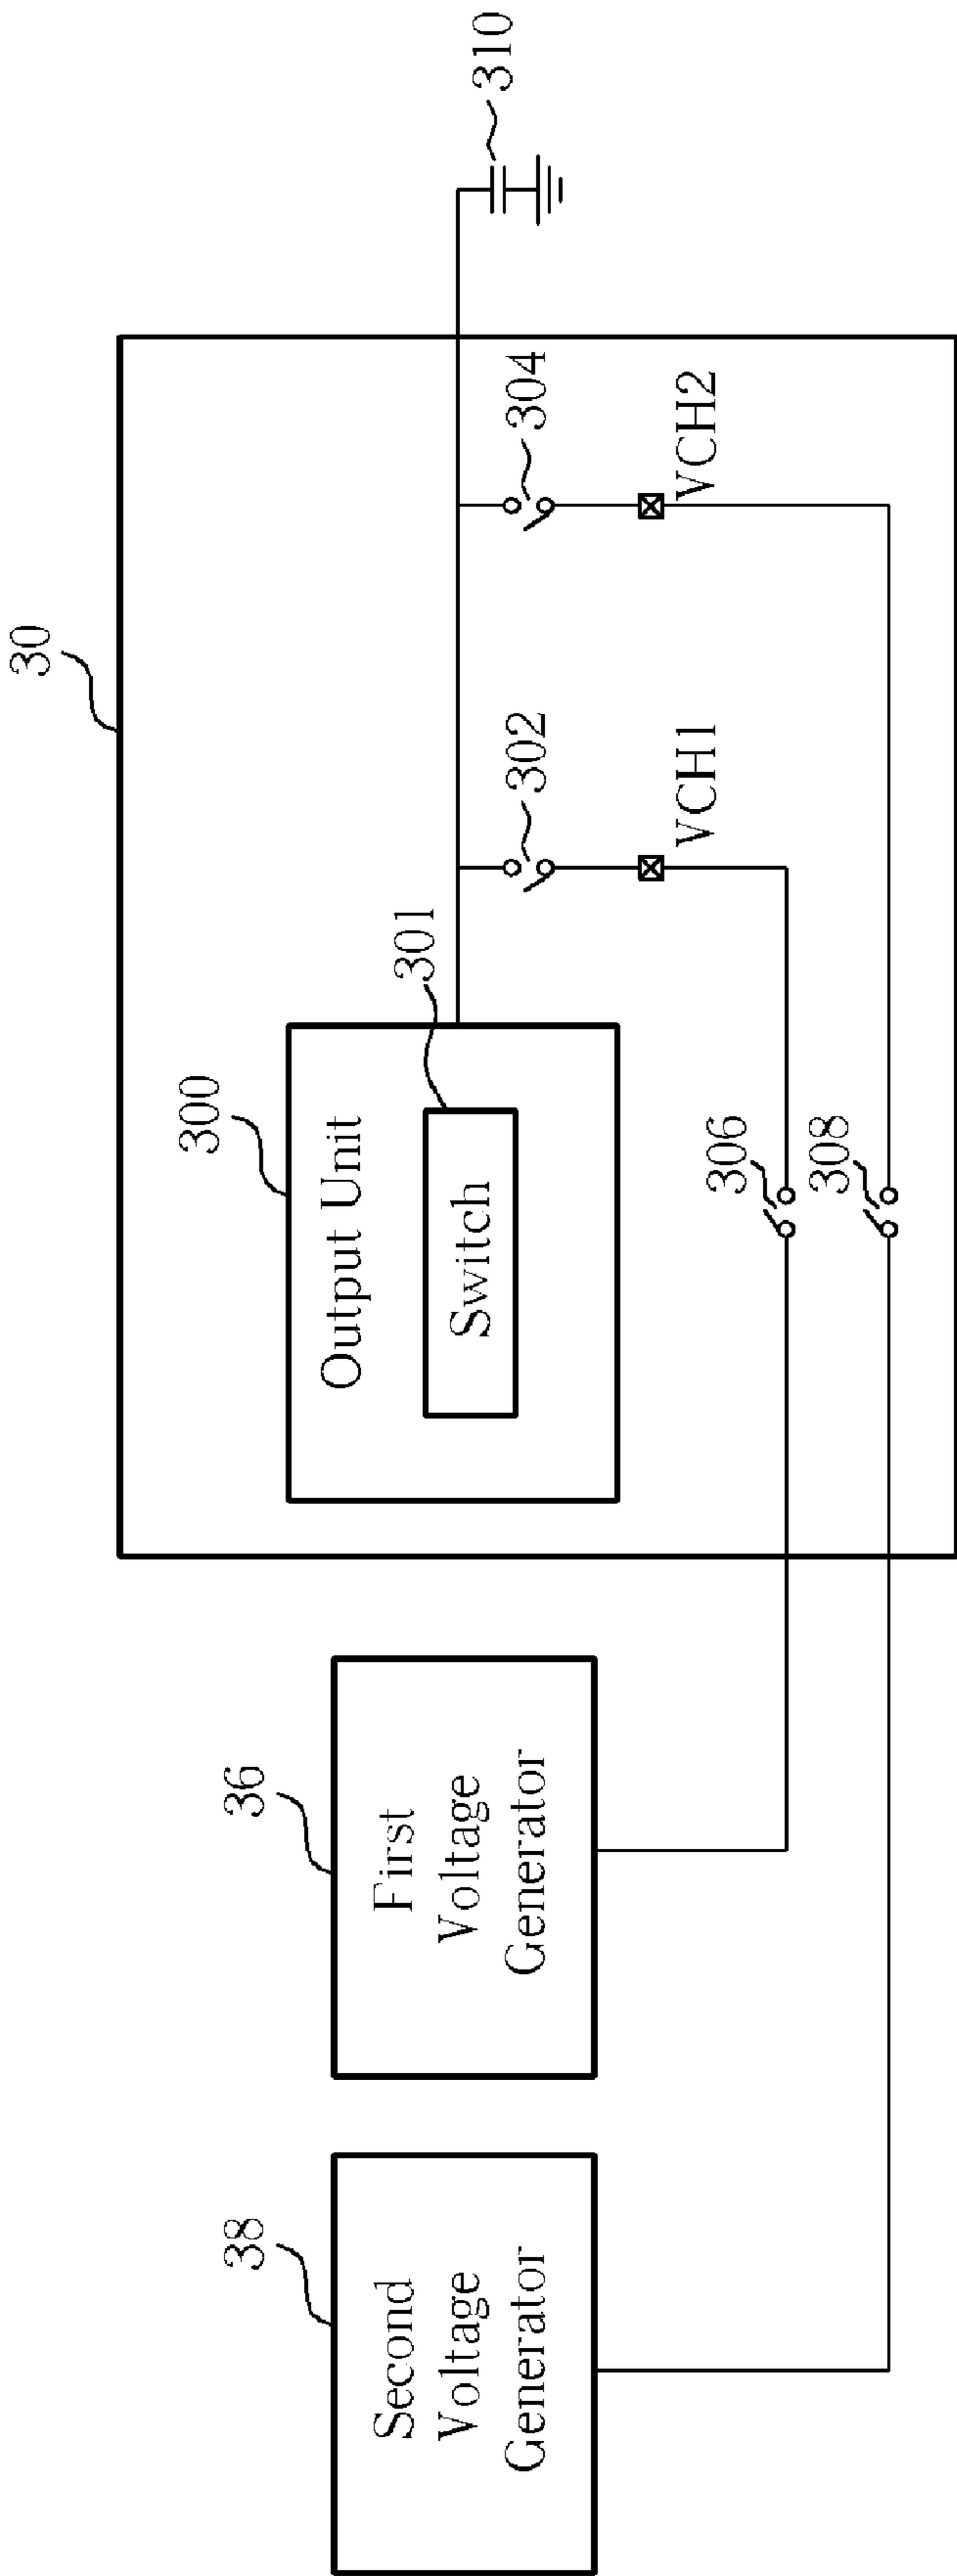 30
300
Output Unit
301
Switch
302
VCH1
304
VCH2
310
306
308
36
First
Voltage
Generator
38
Second
Voltage
Generator